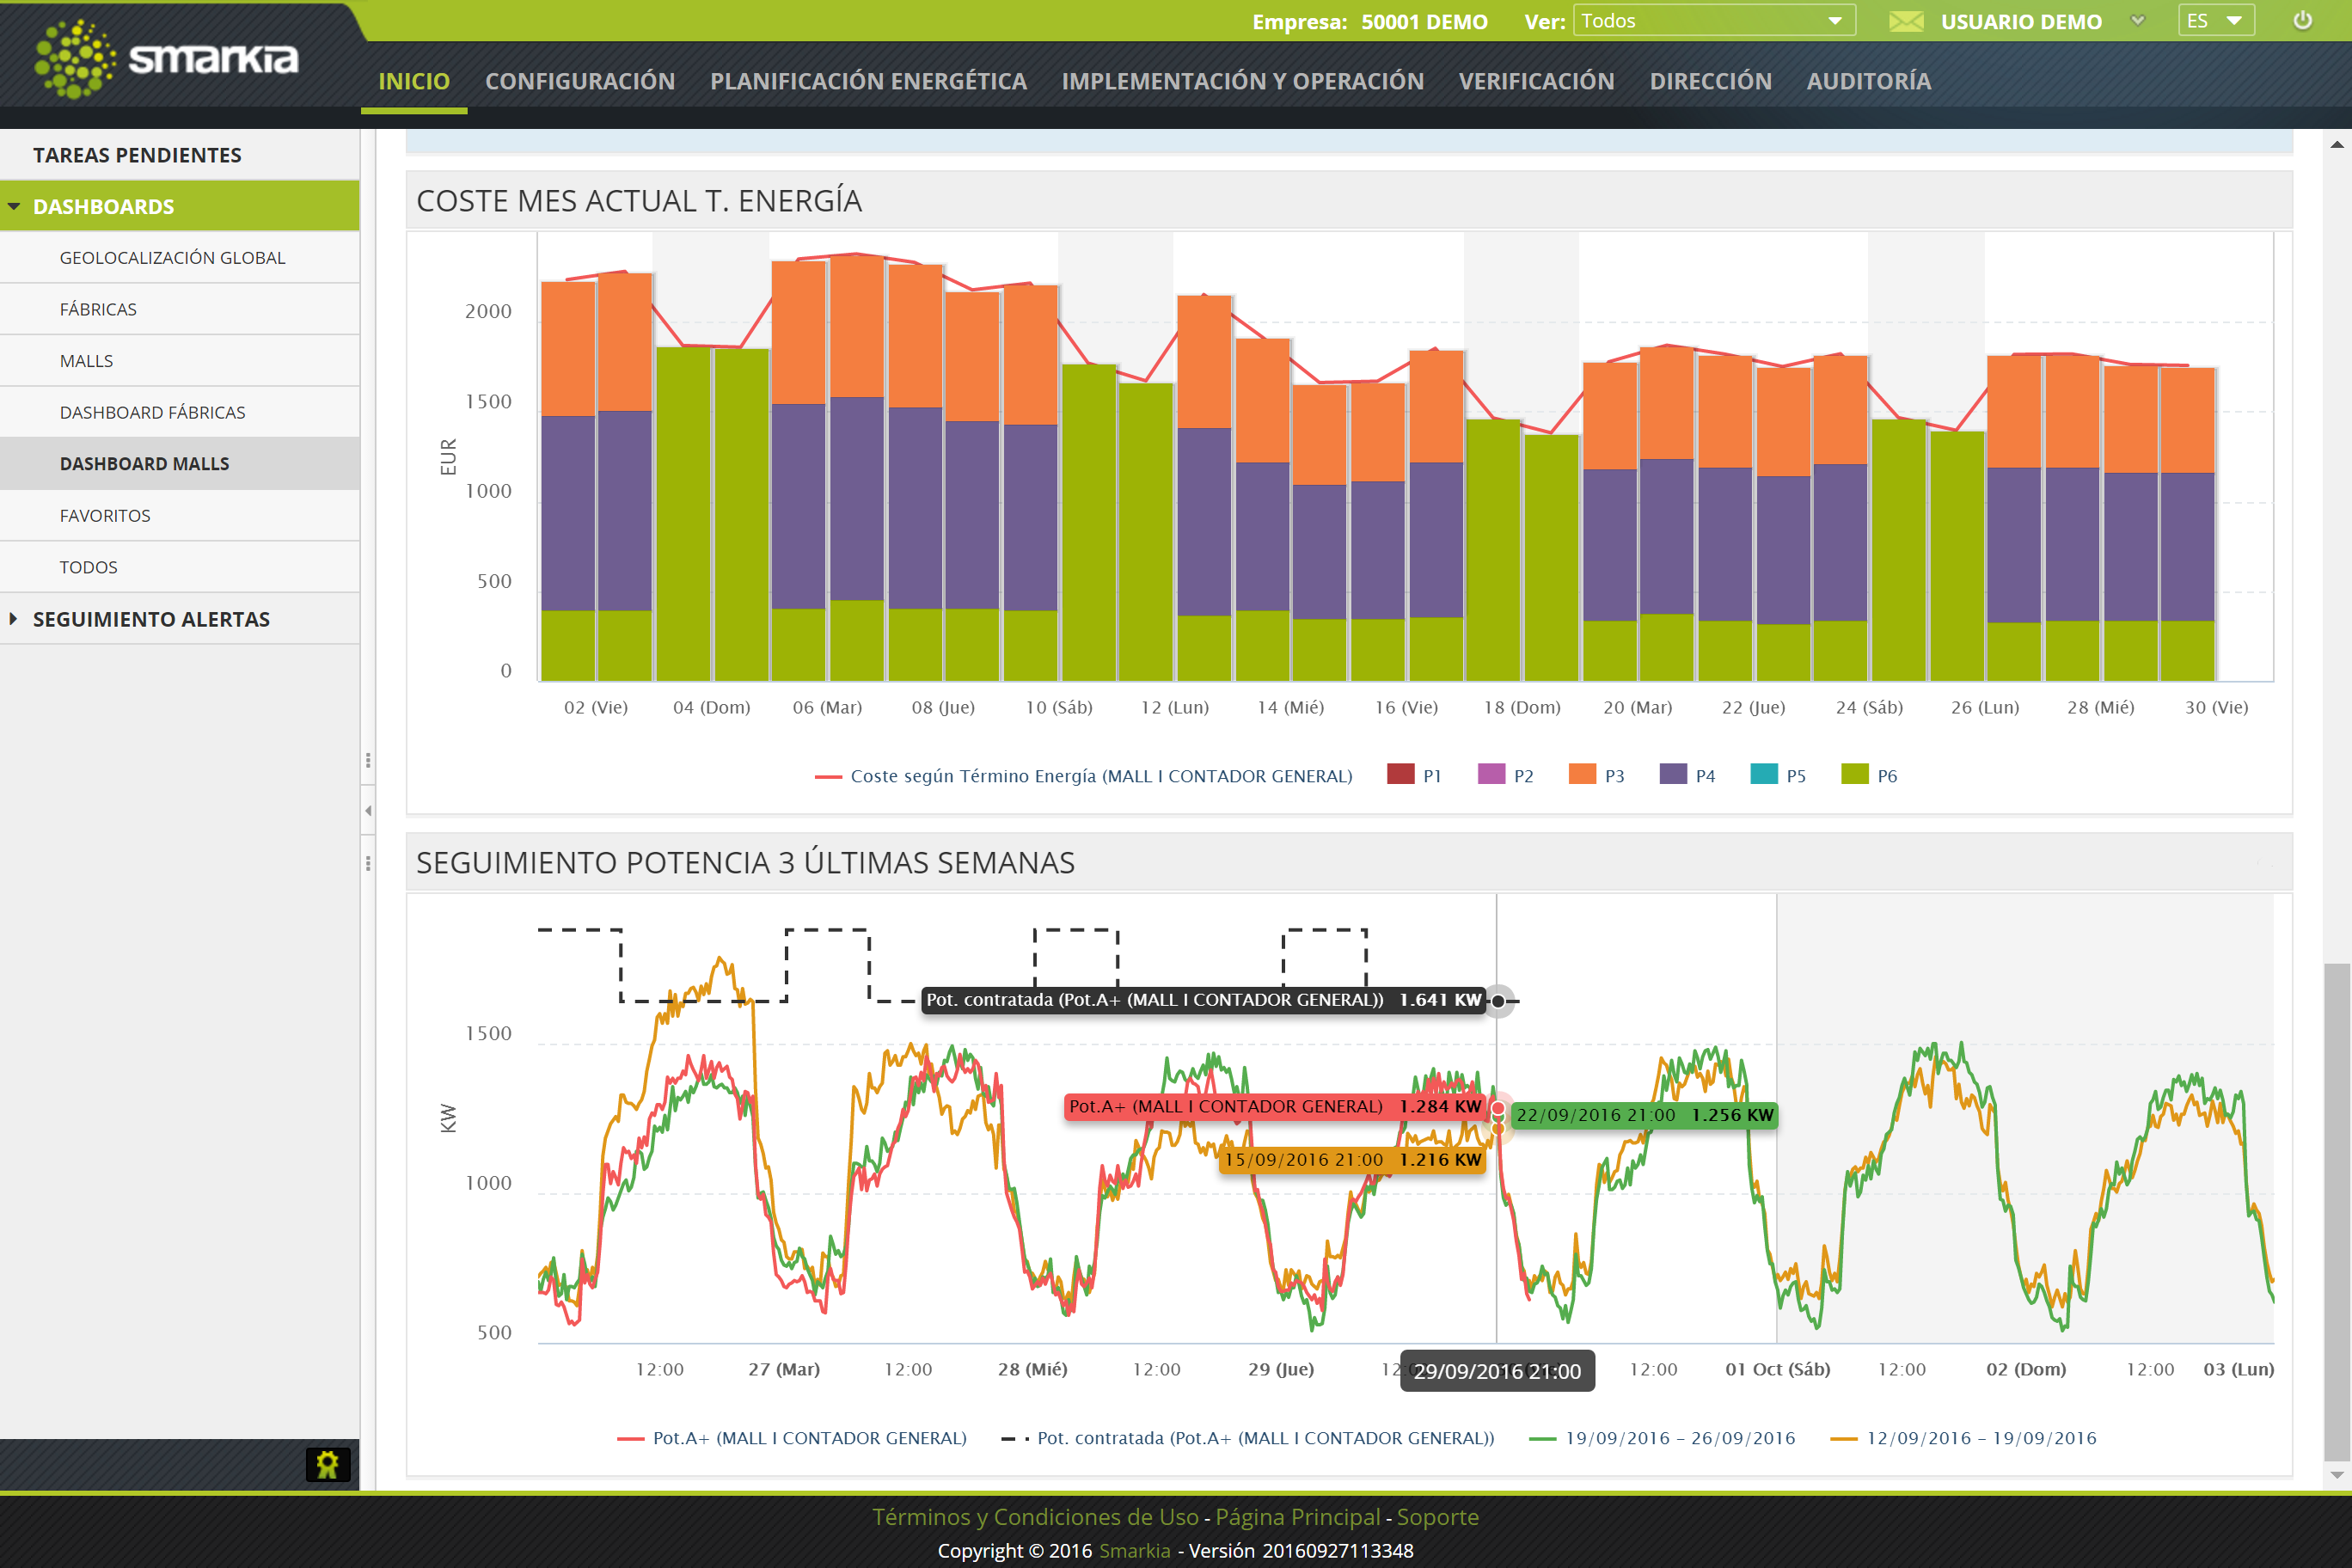 Empresa: 50001 DEMO Ver: Todos USUARIO DEMO ES
smarkia
INICIO CONFIGURACIÓN PLANIFICACIÓN ENERGÉTICA IMPLEMENTACIÓN Y OPERACIÓN VERIFICACIÓN DIRECCIÓN AUDITORÍA
TAREAS PENDIENTES
DASHBOARDS
GEOLOCALIZACIÓN GLOBAL
FÁBRICAS
MALLS
DASHBOARD FÁBRICAS
DASHBOARD MALLS
FAVORITOS
TODOS
SEGUIMIENTO ALERTAS
COSTE MES ACTUAL T. ENERGÍA
2000
1500
EUR
1000
500
0
02 (Vie) 04 (Dom) 06 (Mar) 08 (Jue) 10 (Sáb) 12 (Lun) 14 (Mié) 16 (Vie) 18 (Dom) 20 (Mar) 22 (Jue) 24 (Sáb) 26 (Lun) 28 (Mié) 30 (Vie)
Coste según Término Energía (MALL I CONTADOR GENERAL) P1 P2 P3 P4 P5 P6
SEGUIMIENTO POTENCIA 3 ÚLTIMAS SEMANAS
Pot. contratada (Pot.A+ (MALL I CONTADOR GENERAL)) 1.641 KW
1500
Pot.A+ (MALL I CONTADOR GENERAL) 1.284 KW
22/09/2016 21:00 1.256 KW
KW
15/09/2016 21:00 1.216 KW
1000
500
12:00 27 (Mar) 12:00 28 (Mié) 12:00 29 (Jue) 29/09/2016 21:00 12:00 01 Oct (Sáb) 12:00 02 (Dom) 12:00 03 (Lun)
Pot.A+ (MALL I CONTADOR GENERAL) Pot. contratada (Pot.A+ (MALL I CONTADOR GENERAL)) 19/09/2016 – 26/09/2016 12/09/2016 – 19/09/2016
Términos y Condiciones de Uso - Página Principal - Soporte
Copyright © 2016 Smarkia - Versión 20160927113348